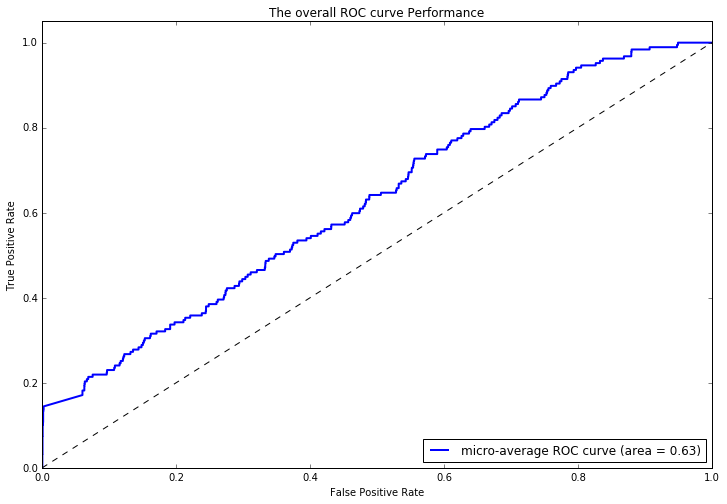 The overall ROC curve Performance
1.0
0.8
0.6
0.4
0.2
0.0
True Positive Rate
micro-average ROC curve (area = 0.63)
0.0 0.2 0.4 0.6 0.8 1.0
False Positive Rate